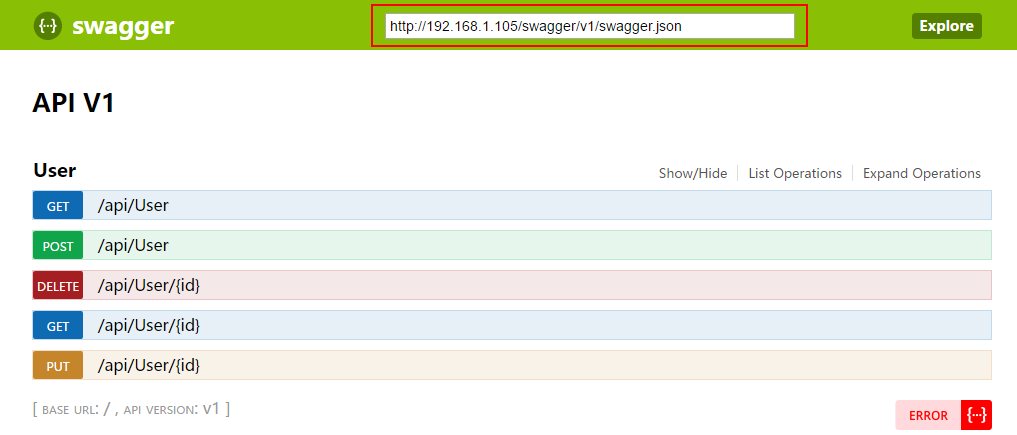 {··} swagger http://192.168.1.105/swagger/v1/swagger.json Explore
API V1
User Show/Hide List Operations Expand Operations
GET /api/User
POST /api/User
DELETE /api/User/{id}
GET /api/User/{id}
PUT /api/User/{id}
[ BASE URL: / , API VERSION: V1 ]
ERROR {···}